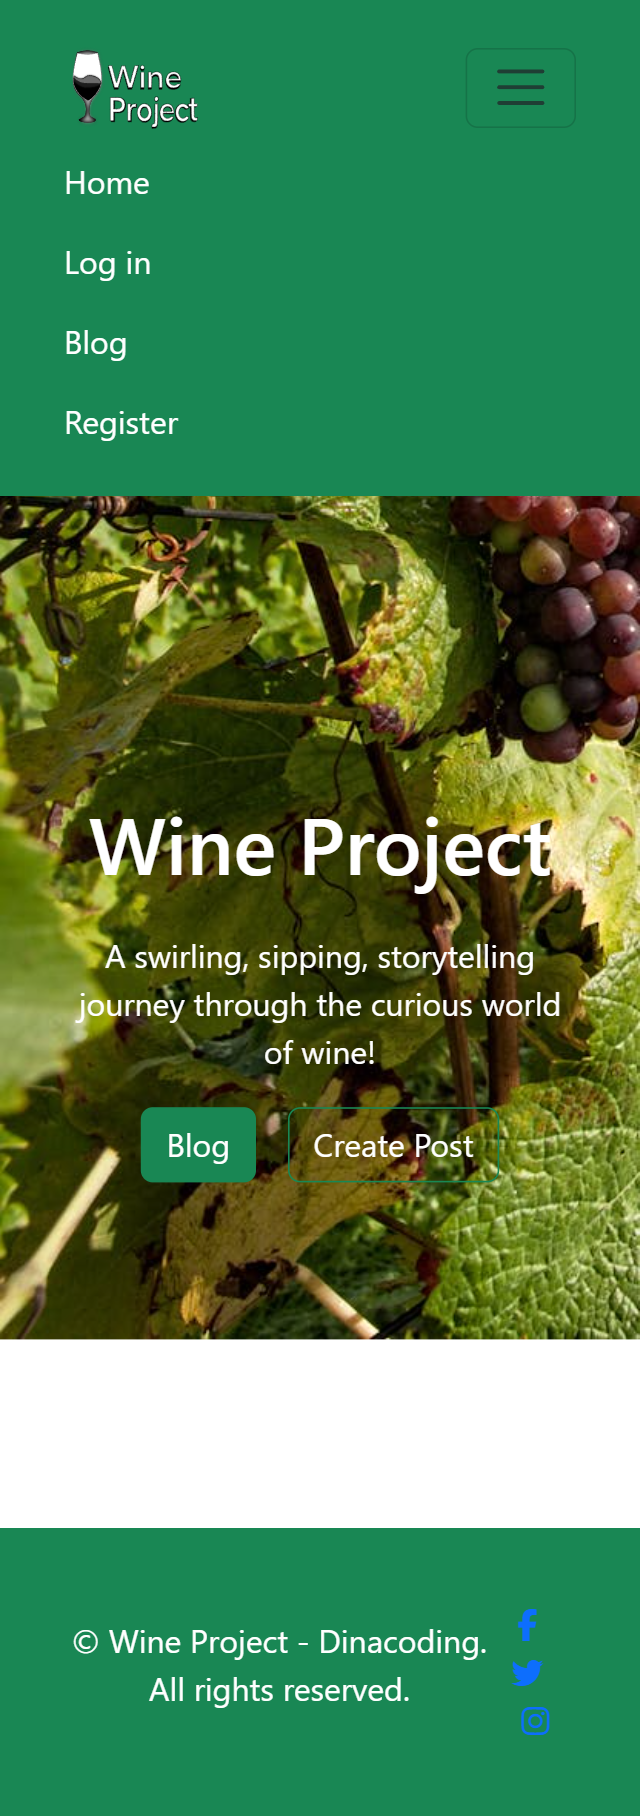 Wine
Project
Home
Log in
Blog
Register
Wine Project
A swirling, sipping, storytelling
journey through the curious world
of wine!
Blog
Create Post
© Wine Project - Dinacoding.
All rights reserved.